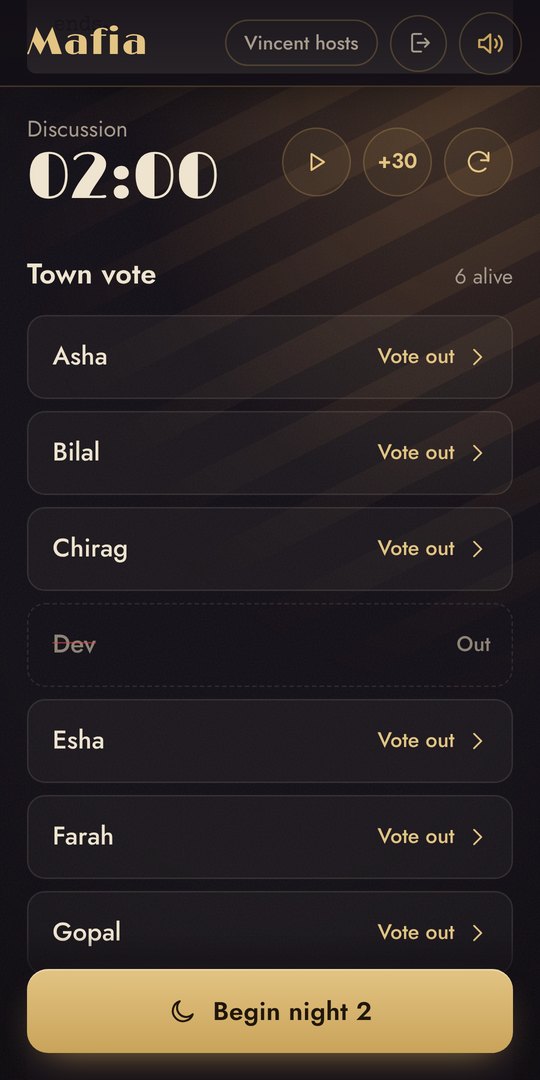 ends
Mafia
Vincent hosts
Discussion
02:00
+30
Town vote
6 alive
Asha
Vote out
Bilal
Vote out
Chirag
Vote out
Dev
Out
Esha
Vote out
Farah
Vote out
Gopal
Vote out
Begin night 2